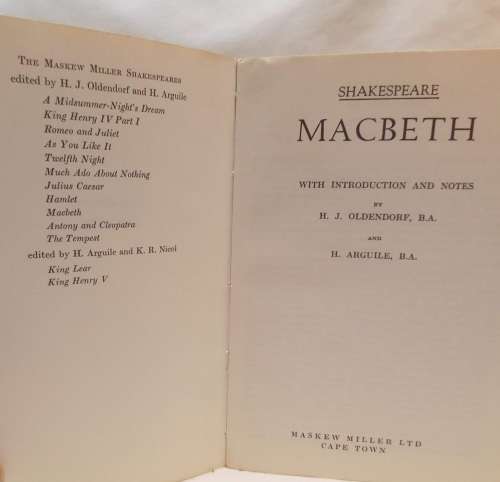 The Maskew Miller Shakespeares
edited by H. J. Oldendorf and H. Arguile
A Midsummer-Night's Dream
King Henry IV Part I
Romeo and Juliet
As You Like It
Twelfth Night
Much Ado About Nothing
Julius Caesar
Hamlet
Macbeth
Antony and Cleopatra
The Tempest
edited by H. Arguile and K. R. Nicol
King Lear
King Henry V
SHAKESPEARE
MACBETH
WITH INTRODUCTION AND NOTES
BY
H. J. OLDENDORF, B.A.
AND
H. ARGUILE, B.A.
MASKEW MILLER LTD
CAPE TOWN